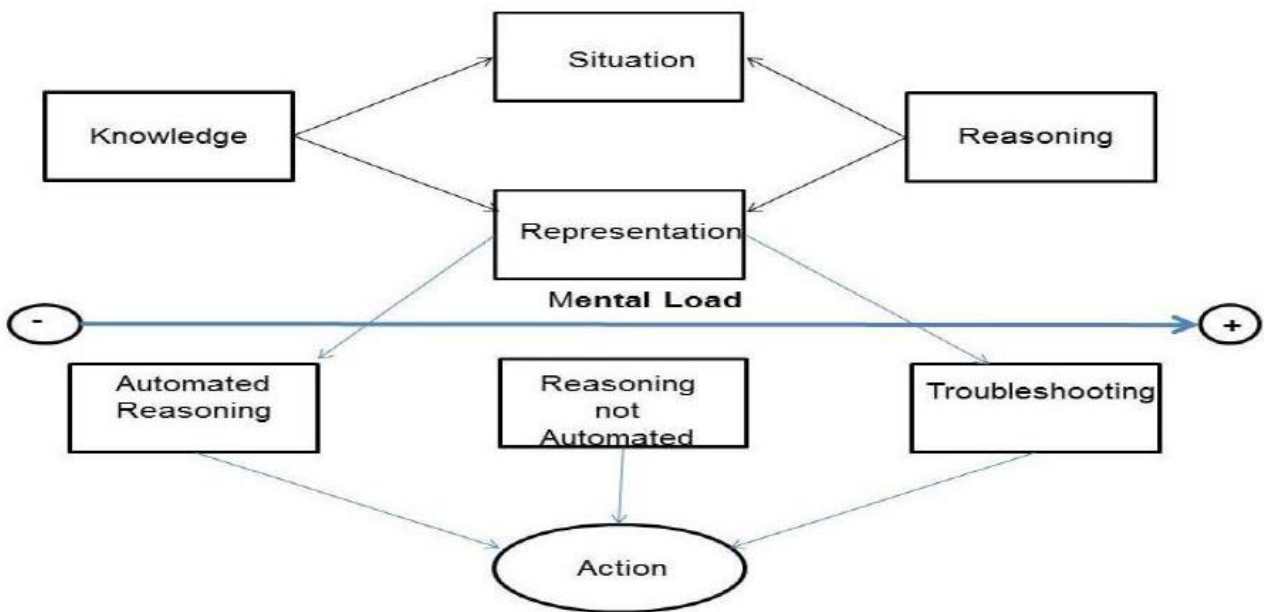 Situation
Knowledge
Reasoning
Representation
Mental Load
-
+
Automated
Reasoning
Reasoning
not
Automated
Troubleshooting
Action